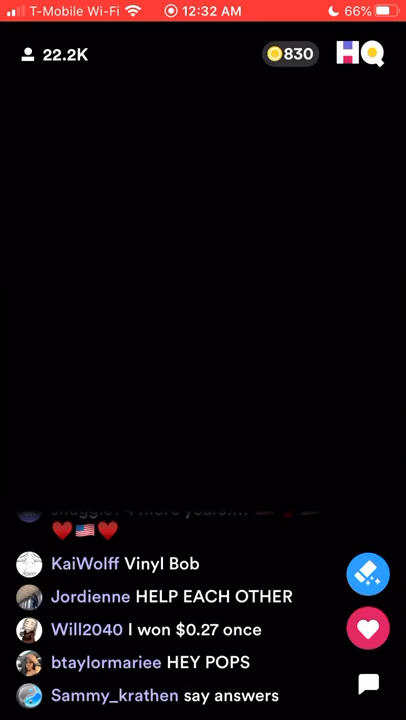 T-Mobile Wi-Fi 12:32 AM 66%
22.2K 830 HQ
KaiWolff Vinyl Bob
Jordienne HELP EACH OTHER
Will2040 I won $0.27 once
btaylormariee HEY POPS
Sammy_krathen say answers